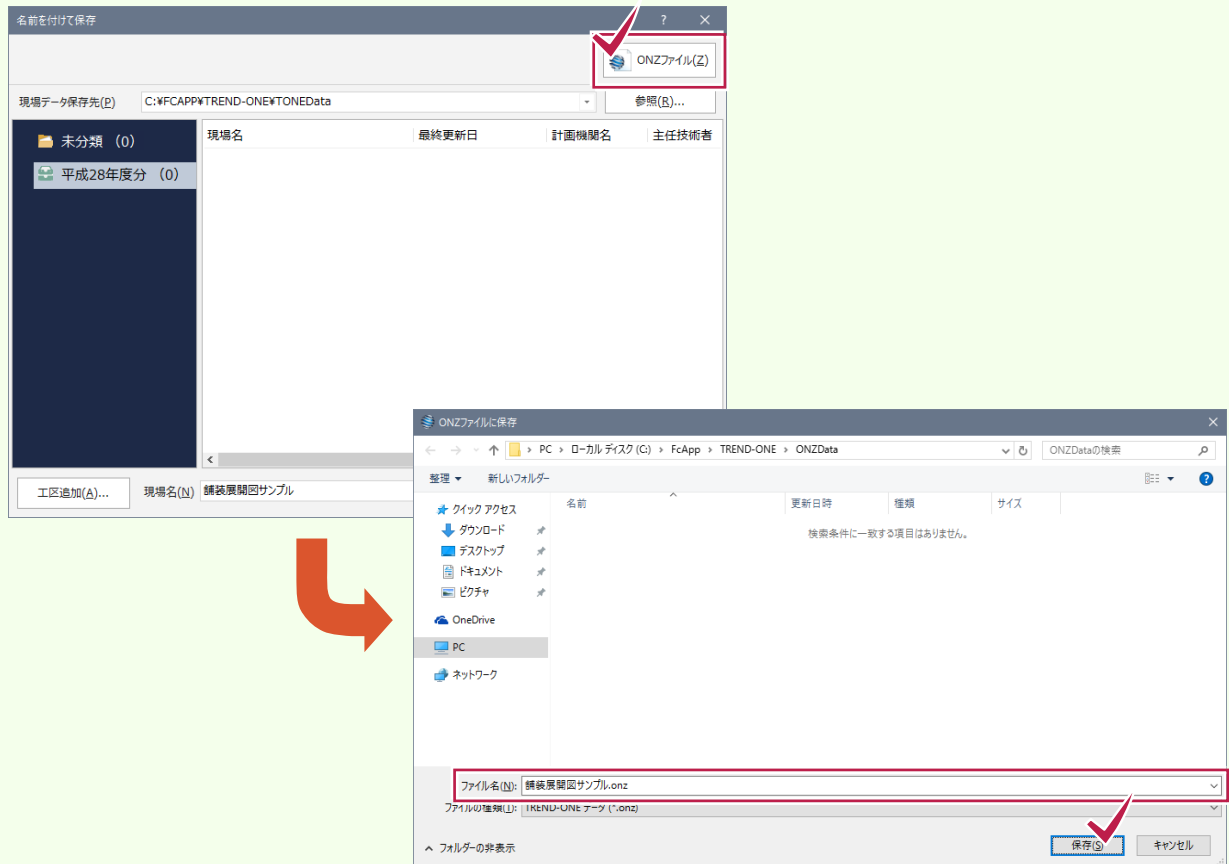 名前を付けて保存
?
ONZファイル(Z)
現場データ保存先(P) C:¥FCAPP¥TREND-ONE¥TONEData 参照(R)...
未分類 (0)
平成28年度分 (0)
現場名 最終更新日 計画機関名 主任技術者
工区追加(A)... 現場名(N) 舗装展開図サンプル
ONZファイルに保存
PC › ローカル ディスク (C:) › FcApp › TREND-ONE › ONZData ONZDataの検索
整理 新しいフォルダー
?
名前 更新日時 種類 サイズ
検索条件に一致する項目はありません。
クイック アクセス
ダウンロード
デスクトップ
ドキュメント
ピクチャ
OneDrive
PC
ネットワーク
ファイル名(N): 舗装展開図サンプル.onz
ファイルの種類(T): TREND-ONE データ (*.onz)
フォルダーの非表示 保存(S) キャンセル